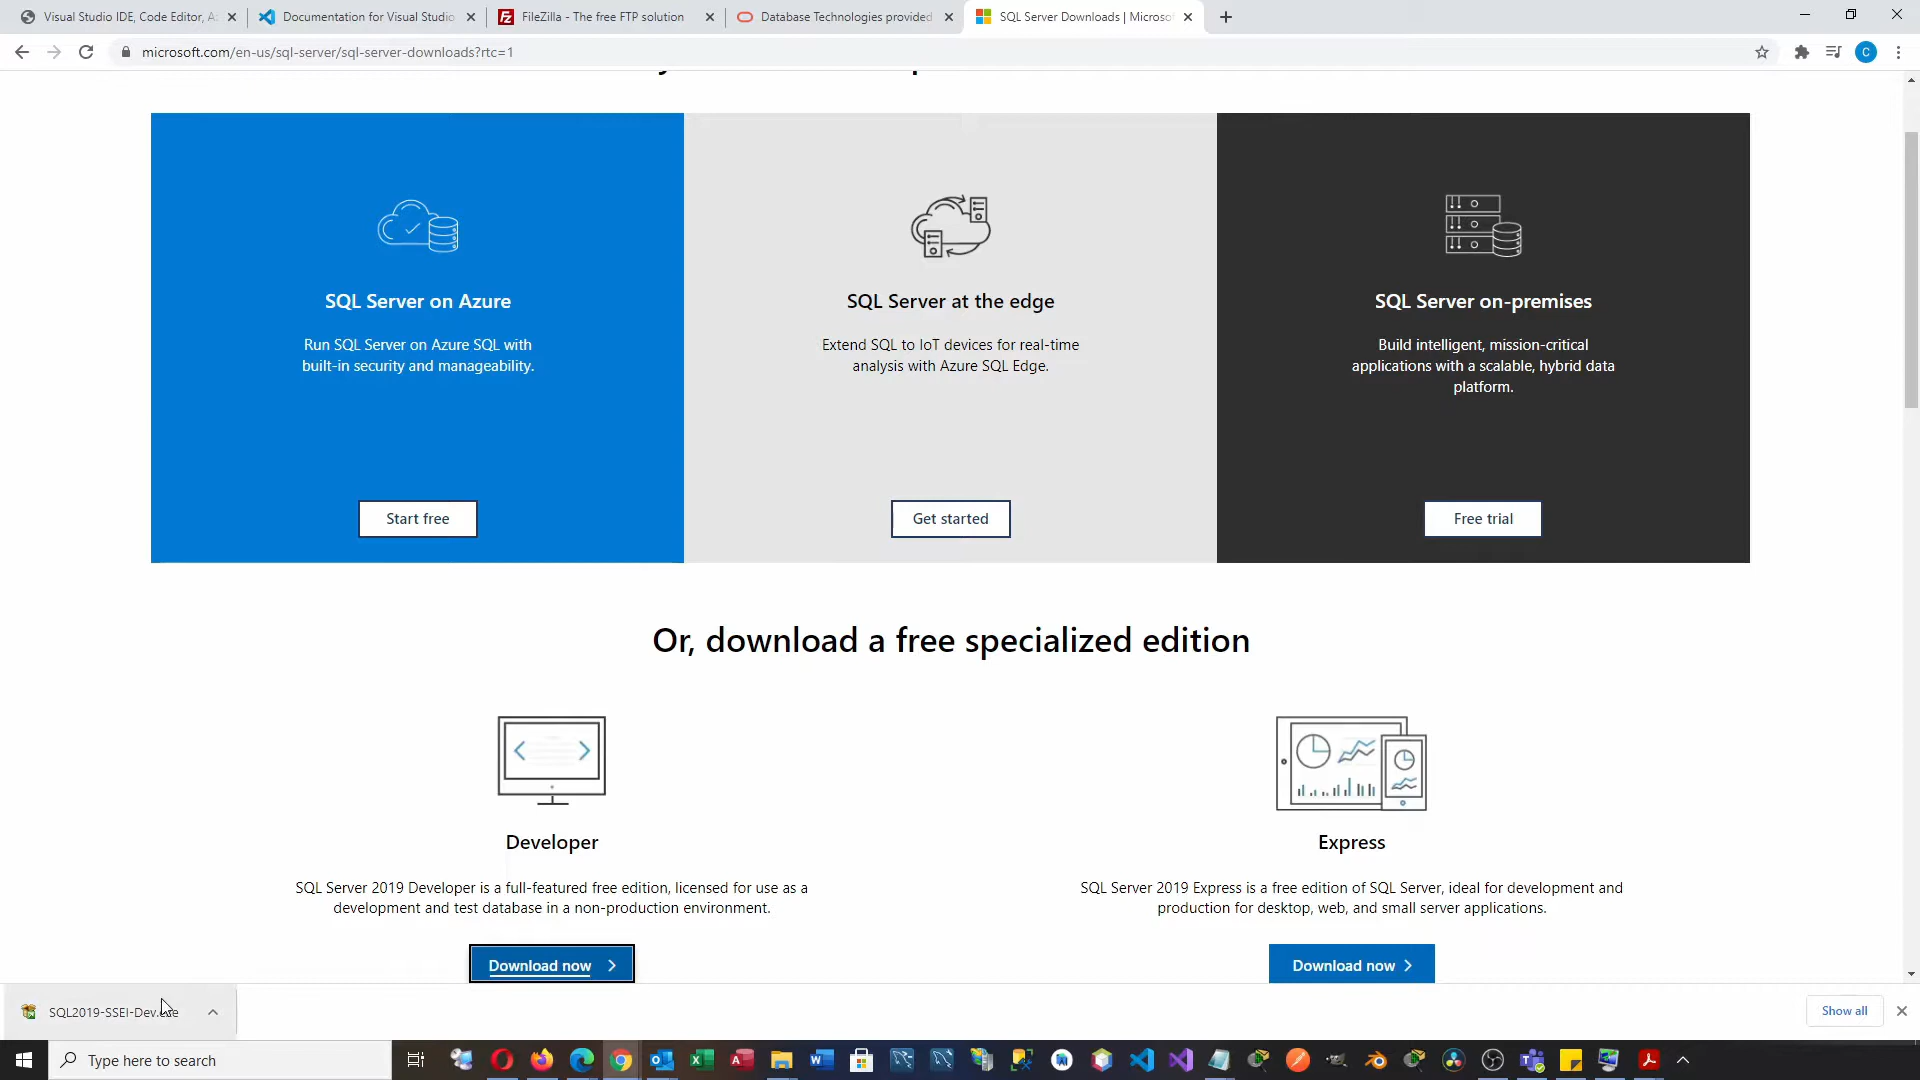 Visual Studio IDE, Code Editor, Az
Documentation for Visual Studio
FileZilla - The free FTP solution
Database Technologies provided
SQL Server Downloads | Microso
microsoft.com/en-us/sql-server/sql-server-downloads?rtc=1
C
SQL Server on Azure
Run SQL Server on Azure SQL with
built-in security and manageability.
Start free
SQL Server at the edge
Extend SQL to IoT devices for real-time
analysis with Azure SQL Edge.
Get started
SQL Server on-premises
Build intelligent, mission-critical
applications with a scalable, hybrid data
platform.
Free trial
Or, download a free specialized edition
Developer
SQL Server 2019 Developer is a full-featured free edition, licensed for use as a
development and test database in a non-production environment.
Download now
Express
SQL Server 2019 Express is a free edition of SQL Server, ideal for development and
production for desktop, web, and small server applications.
Download now
SQL2019-SSEI-Dev.exe
Show all
Type here to search